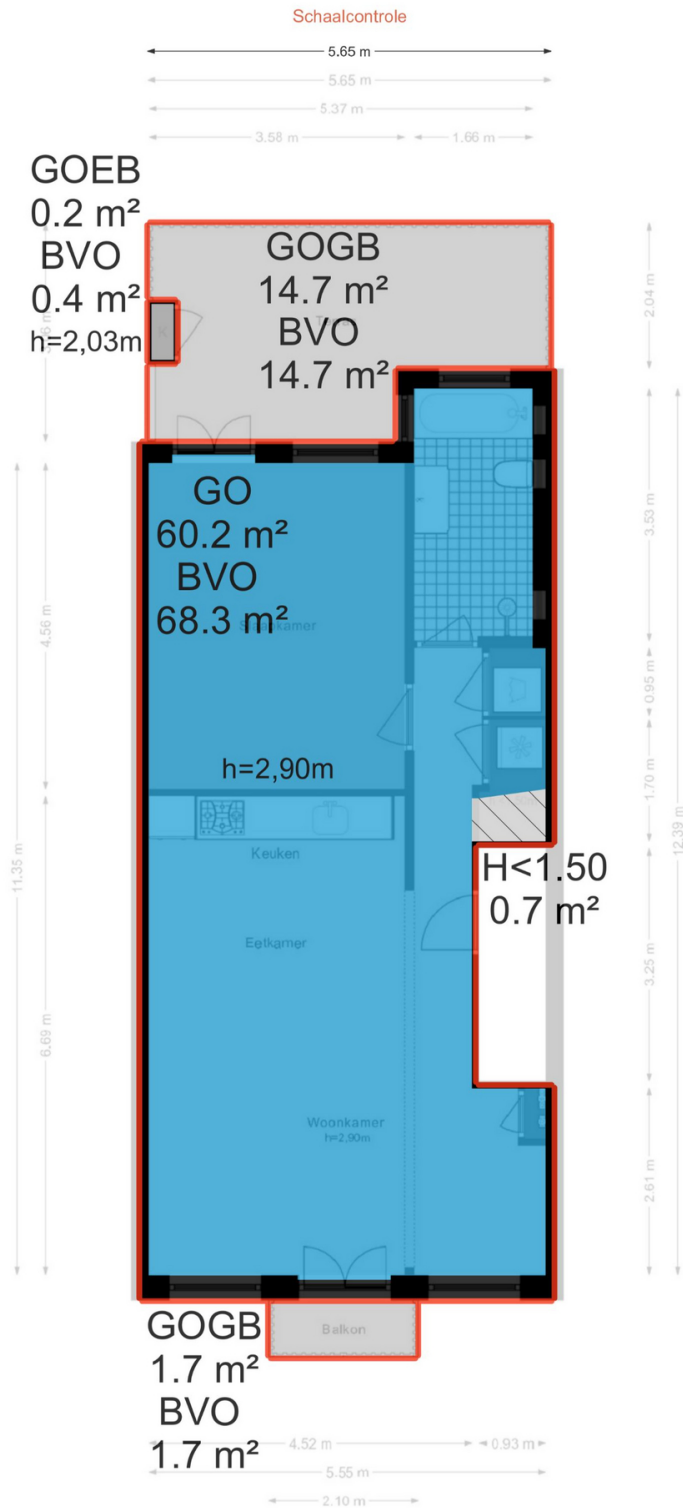 Schaalcontrole
5.65 m
5.65 m
5.37 m
3.58 m
1.66 m
GOEB
0.2 m²
BVO
0.4 m²
h=2,03m
GOGB
14.7 m²
BVO
14.7 m²
2.04 m
GO
60.2 m²
BVO
68.3 m²
h=2,90m
Keuken
Eetkamer
Woonkamer
h=2,90m
H<1.50
0.7 m²
3.53 m
0.95 m
1.70 m
3.25 m
2.61 m
12.39 m
4.56 m
6.69 m
11.35 m
Balkon
GOGB
1.7 m²
BVO
1.7 m²
4.52 m
0.93 m
5.55 m
2.10 m